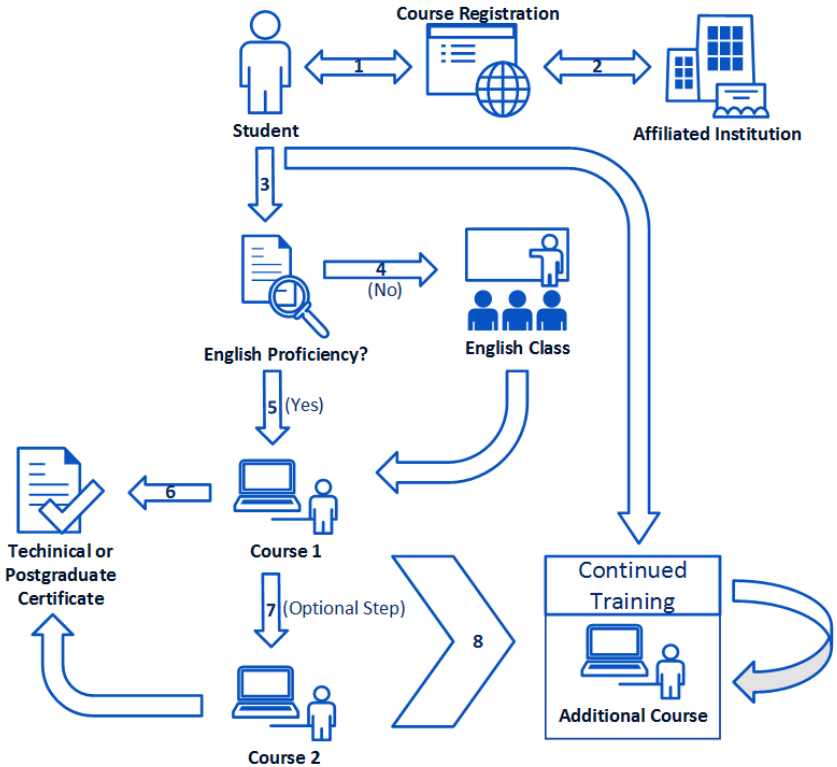 Course Registration
1
2
Student
Affiliated Institution
3
4
(No)
English Proficiency?
English Class
5 (Yes)
6
Techinical or
Postgraduate
Certificate
Course 1
7 (Optional Step)
8
Continued
Training
Additional Course
Course 2